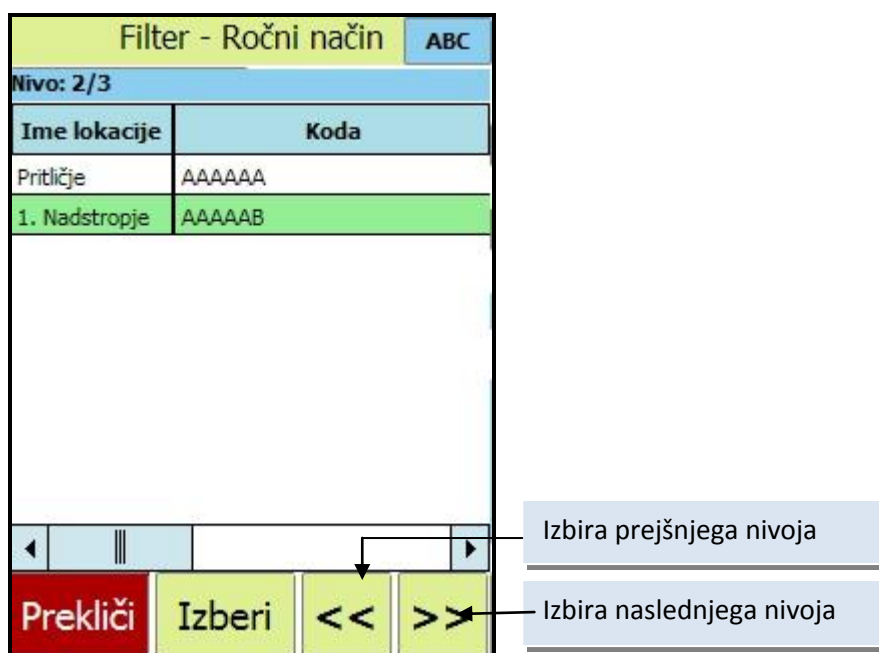 Filter - Ročni način ABC
Nivo: 2/3
Ime lokacije Koda
Pritličje AAAAAA
1. Nadstropje AAAAAB
Izbira prejšnjega nivoja
Prekliči Izberi << >> Izbira naslednjega nivoja